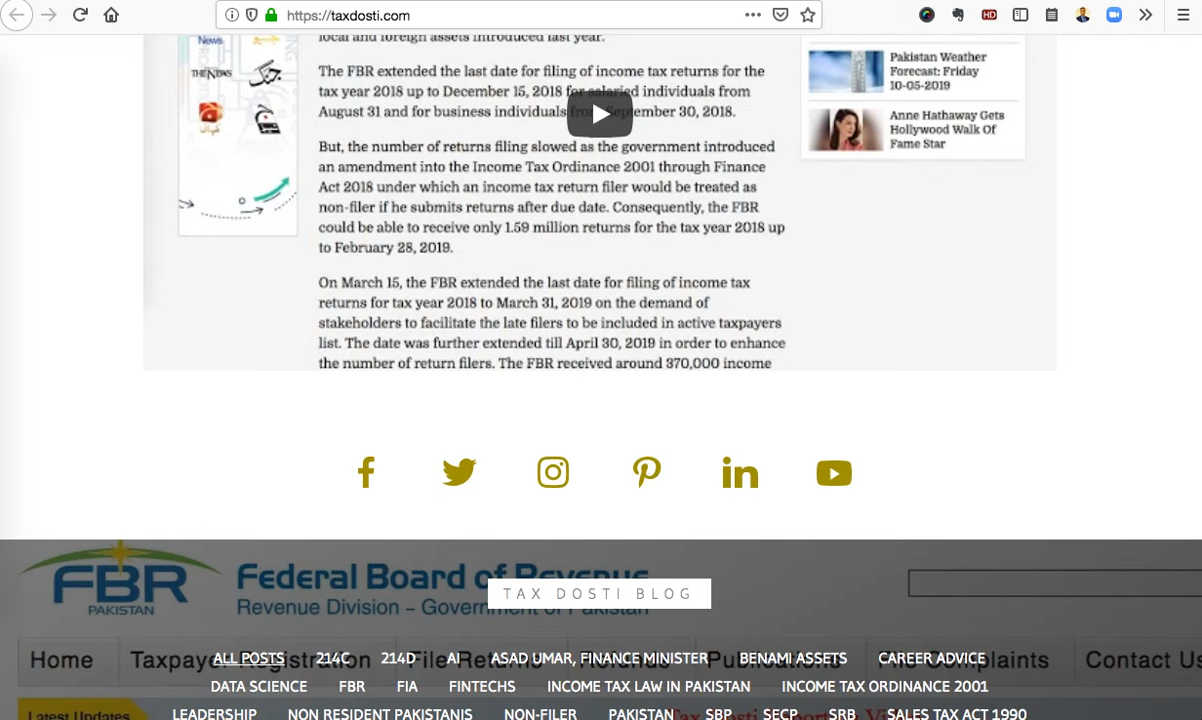 https://taxdosti.com
HD
News
THE NEWS
جنگ
local and foreign assets introduced last year.
The FBR extended the last date for filing of income tax returns for the
tax year 2018 up to December 15, 2018 for salaried individuals from
August 31 and for business individuals from September 30, 2018.
But, the number of returns filing slowed as the government introduced
an amendment into the Income Tax Ordinance 2001 through Finance
Act 2018 under which an income tax return filer would be treated as
non-filer if he submits returns after due date. Consequently, the FBR
could be able to receive only 1.59 million returns for the tax year 2018 up
to February 28, 2019.
On March 15, the FBR extended the last date for filing of income tax
returns for tax year 2018 to March 31, 2019 on the demand of
stakeholders to facilitate the late filers to be included in active taxpayers
list. The date was further extended till April 30, 2019 in order to enhance
the number of return filers. The FBR received around 370,000 income
Pakistan Weather
Forecast: Friday
10-05-2019
Anne Hathaway Gets
Hollywood Walk Of
Fame Star
FBR
PAKISTAN
Federal Board of Revenue
Revenue Division – Government of Pakistan
TAX DOSTI BLOG
Home Taxpayer Registration File Returns Refunds Publications Complaints Contact Us
ALL POSTS 214C 214D AI ASAD UMAR, FINANCE MINISTER BENAMI ASSETS CAREER ADVICE
DATA SCIENCE FBR FIA FINTECHS INCOME TAX LAW IN PAKISTAN INCOME TAX ORDINANCE 2001
Latest Updates
LEADERSHIP NON RESIDENT PAKISTANIS NON-FILER PAKISTAN SBP SECP SRB SALES TAX ACT 1990